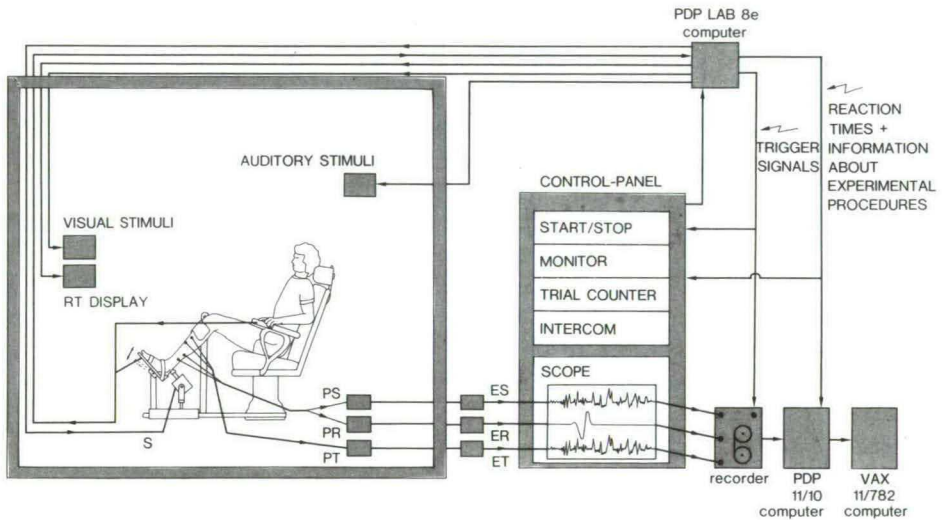 PDP LAB 8e
computer
REACTION
TIMES +
INFORMATION
ABOUT
EXPERIMENTAL
PROCEDURES
TRIGGER
SIGNALS
AUDITORY STIMULI
CONTROL-PANEL
START/STOP
MONITOR
TRIAL COUNTER
INTERCOM
VISUAL STIMULI
RT DISPLAY
SCOPE
PS
ES
PR
ER
PT
ET
S
recorder
PDP
11/10
computer
VAX
11/782
computer